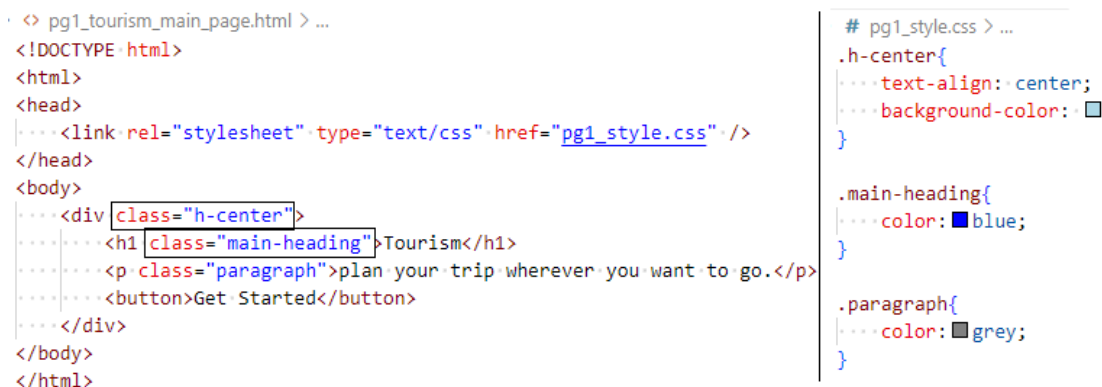 <> pg1_tourism_main_page.html > ...
<!DOCTYPE html>
<html>
<head>
    <link rel="stylesheet" type="text/css" href="pg1_style.css" />
</head>
<body>
    <div class="h-center">
        <h1 class="main-heading">Tourism</h1>
        <p class="paragraph">plan your trip wherever you want to go.</p>
        <button>Get Started</button>
    </div>
</body>
</html>
# pg1_style.css > ...
.h-center{
    text-align: center;
    background-color:
}
.main-heading{
    color: blue;
}
.paragraph{
    color: grey;
}